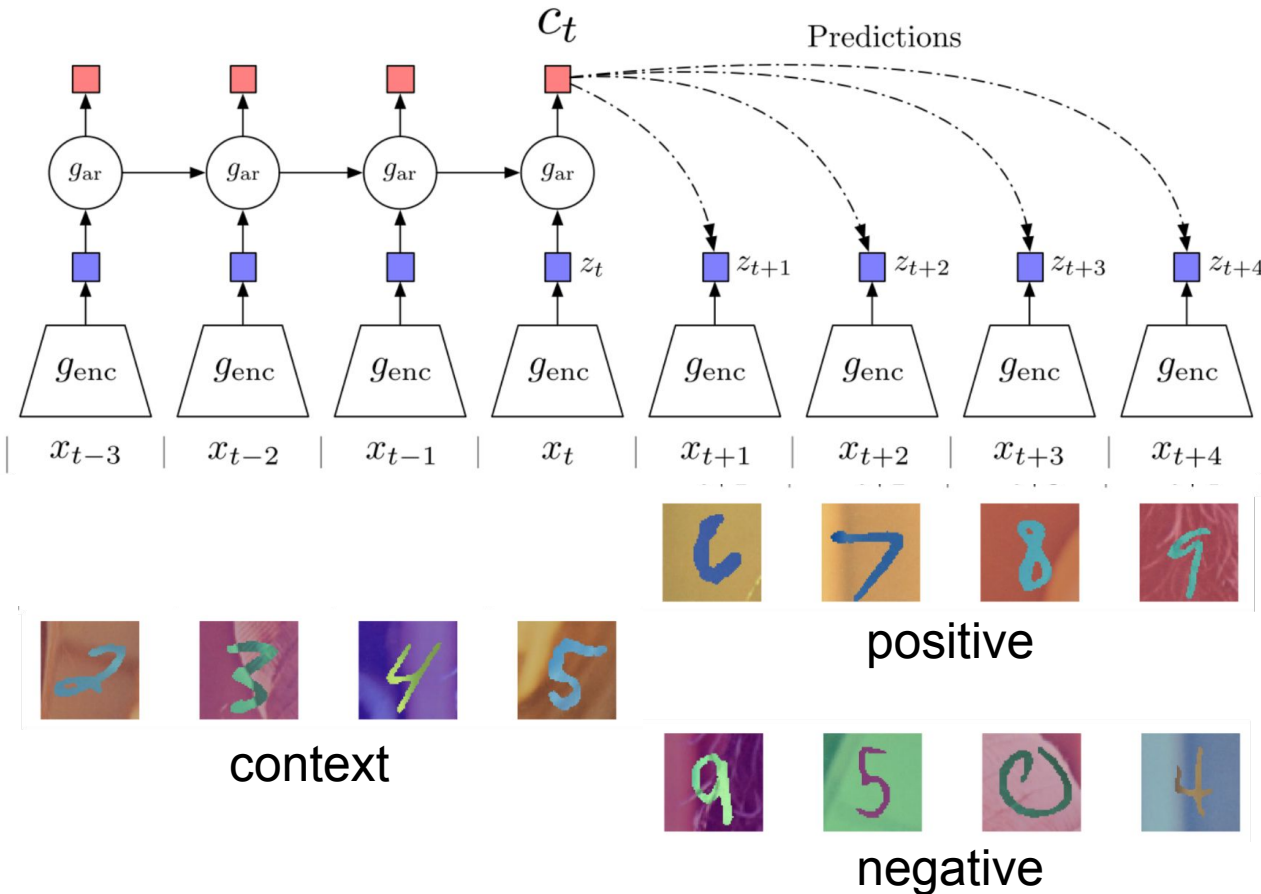 c_t
Predictions
g_ar g_ar g_ar g_ar
z_t z_{t+1} z_{t+2} z_{t+3} z_{t+4}
g_enc g_enc g_enc g_enc g_enc g_enc g_enc g_enc
| x_{t-3} | x_{t-2} | x_{t-1} | x_t | x_{t+1} | x_{t+2} | x_{t+3} | x_{t+4}
6 7 8 9
positive
2 3 4 5
context
9 5 0 4
negative